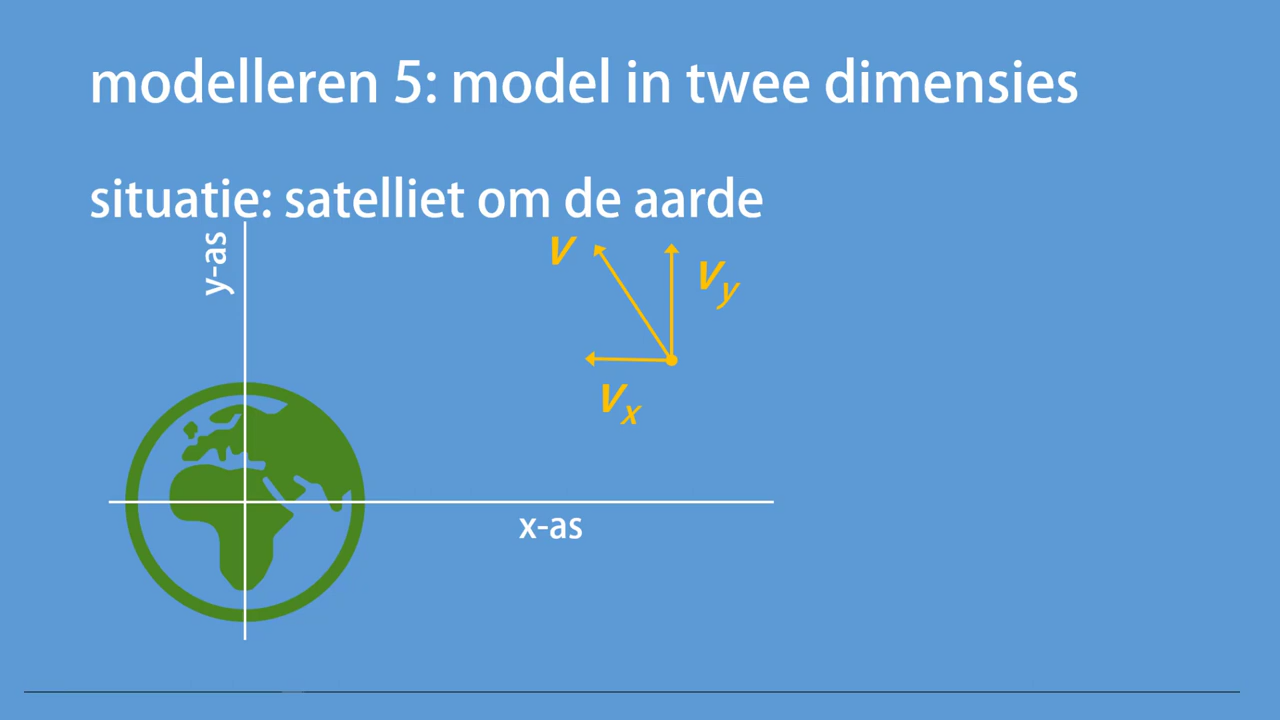 modelleren 5: model in twee dimensies
situatie: satelliet om de aarde
y-as
v
vy
vx
x-as